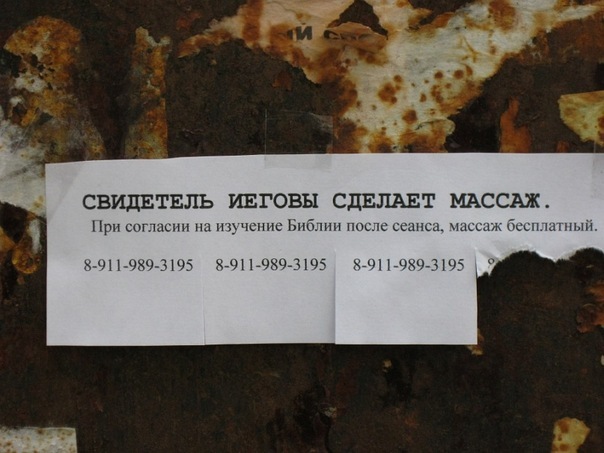 СВИДЕТЕЛЬ ИЕГОВЫ СДЕЛАЕТ МАССАЖ.
При согласии на изучение Библии после сеанса, массаж бесплатный.
8-911-989-3195 8-911-989-3195 8-911-989-3195